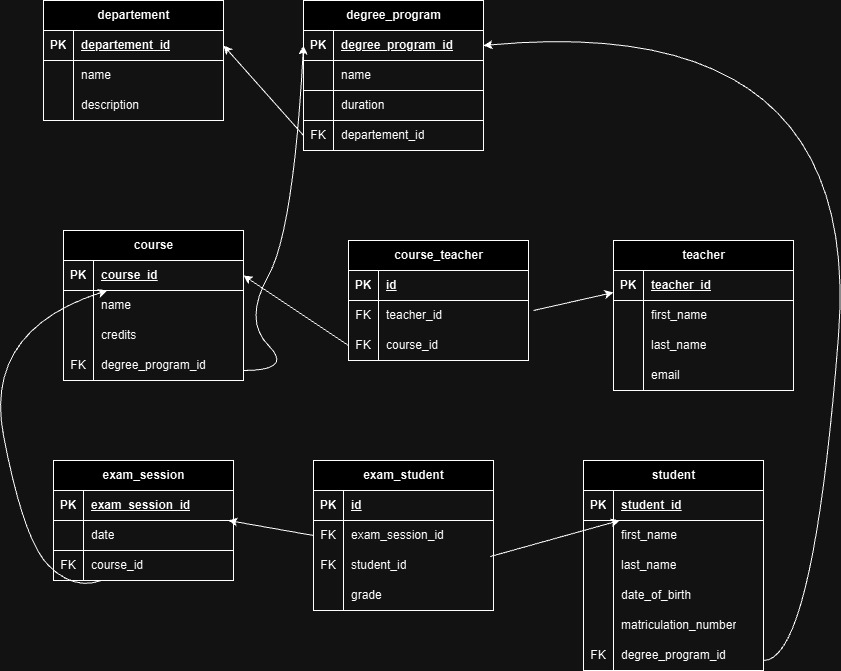 departement
PK departement_id
name
description
degree_program
PK degree_program_id
name
duration
FK departement_id
course
PK course_id
name
credits
FK degree_program_id
course_teacher
PK id
FK teacher_id
FK course_id
teacher
PK teacher_id
first_name
last_name
email
exam_session
PK exam_session_id
date
FK course_id
exam_student
PK id
FK exam_session_id
FK student_id
grade
student
PK student_id
first_name
last_name
date_of_birth
matriculation_number
FK degree_program_id